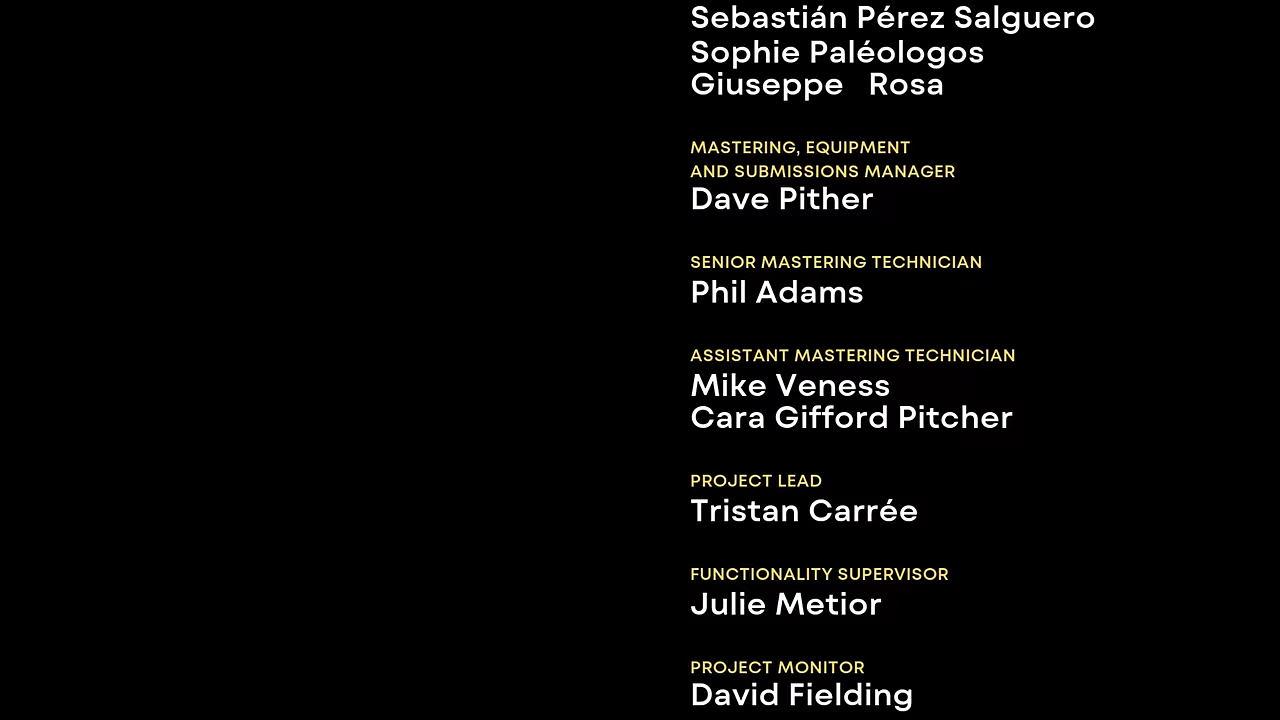 Sebastián Pérez Salguero
Sophie Paléologos
Giuseppe Rosa
MASTERING, EQUIPMENT
AND SUBMISSIONS MANAGER
Dave Pither
SENIOR MASTERING TECHNICIAN
Phil Adams
ASSISTANT MASTERING TECHNICIAN
Mike Veness
Cara Gifford Pitcher
PROJECT LEAD
Tristan Carrée
FUNCTIONALITY SUPERVISOR
Julie Metior
PROJECT MONITOR
David Fielding